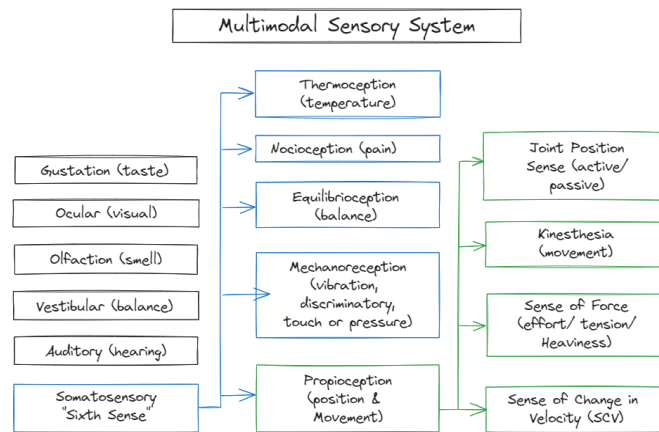 Multimodal Sensory System
Thermoception
(temperature)
Nocioception (pain)
Equilibrioception
(balance)
Mechanoreception
(vibration,
discriminatory,
touch or pressure)
Propioception
(position &
Movement)
Gustation (taste)
Ocular (visual)
Olfaction (smell)
Vestibular (balance)
Auditory (hearing)
Somatosensory
"Sixth Sense"
Joint Position
Sense (active/
passive)
Kinesthesia
(movement)
Sense of Force
(effort/ tension/
Heaviness)
Sense of Change in
Velocity (SCV)